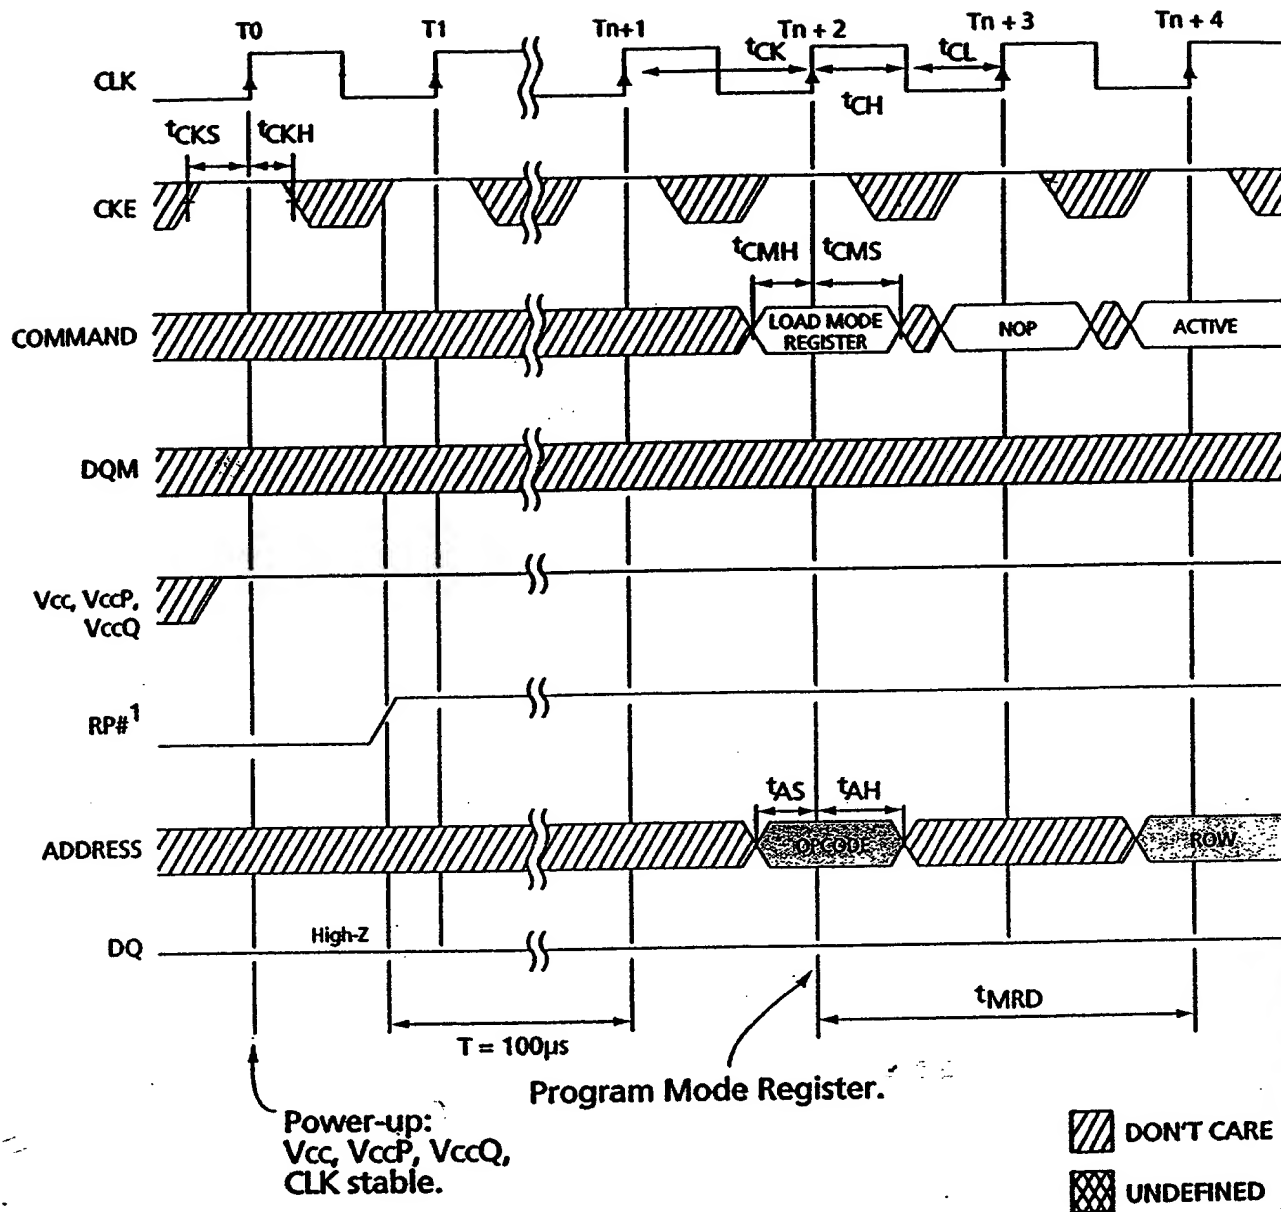 T0 T1 Tn+1 Tn + 2 Tn + 3 Tn + 4
tCK tCL
CLK
tCH
tCKS tCKH
CKE
tCMH tCMS
COMMAND
LOAD MODE
REGISTER
NOP
ACTIVE
DQM
Vcc, VccP,
VccQ
RP#1
tAS tAH
ADDRESS
OPCODE
ROW
High-Z
DQ
tMRD
T = 100µs
Program Mode Register.
Power-up:
Vcc, VccP, VccQ,
CLK stable.
DON'T CARE
UNDEFINED